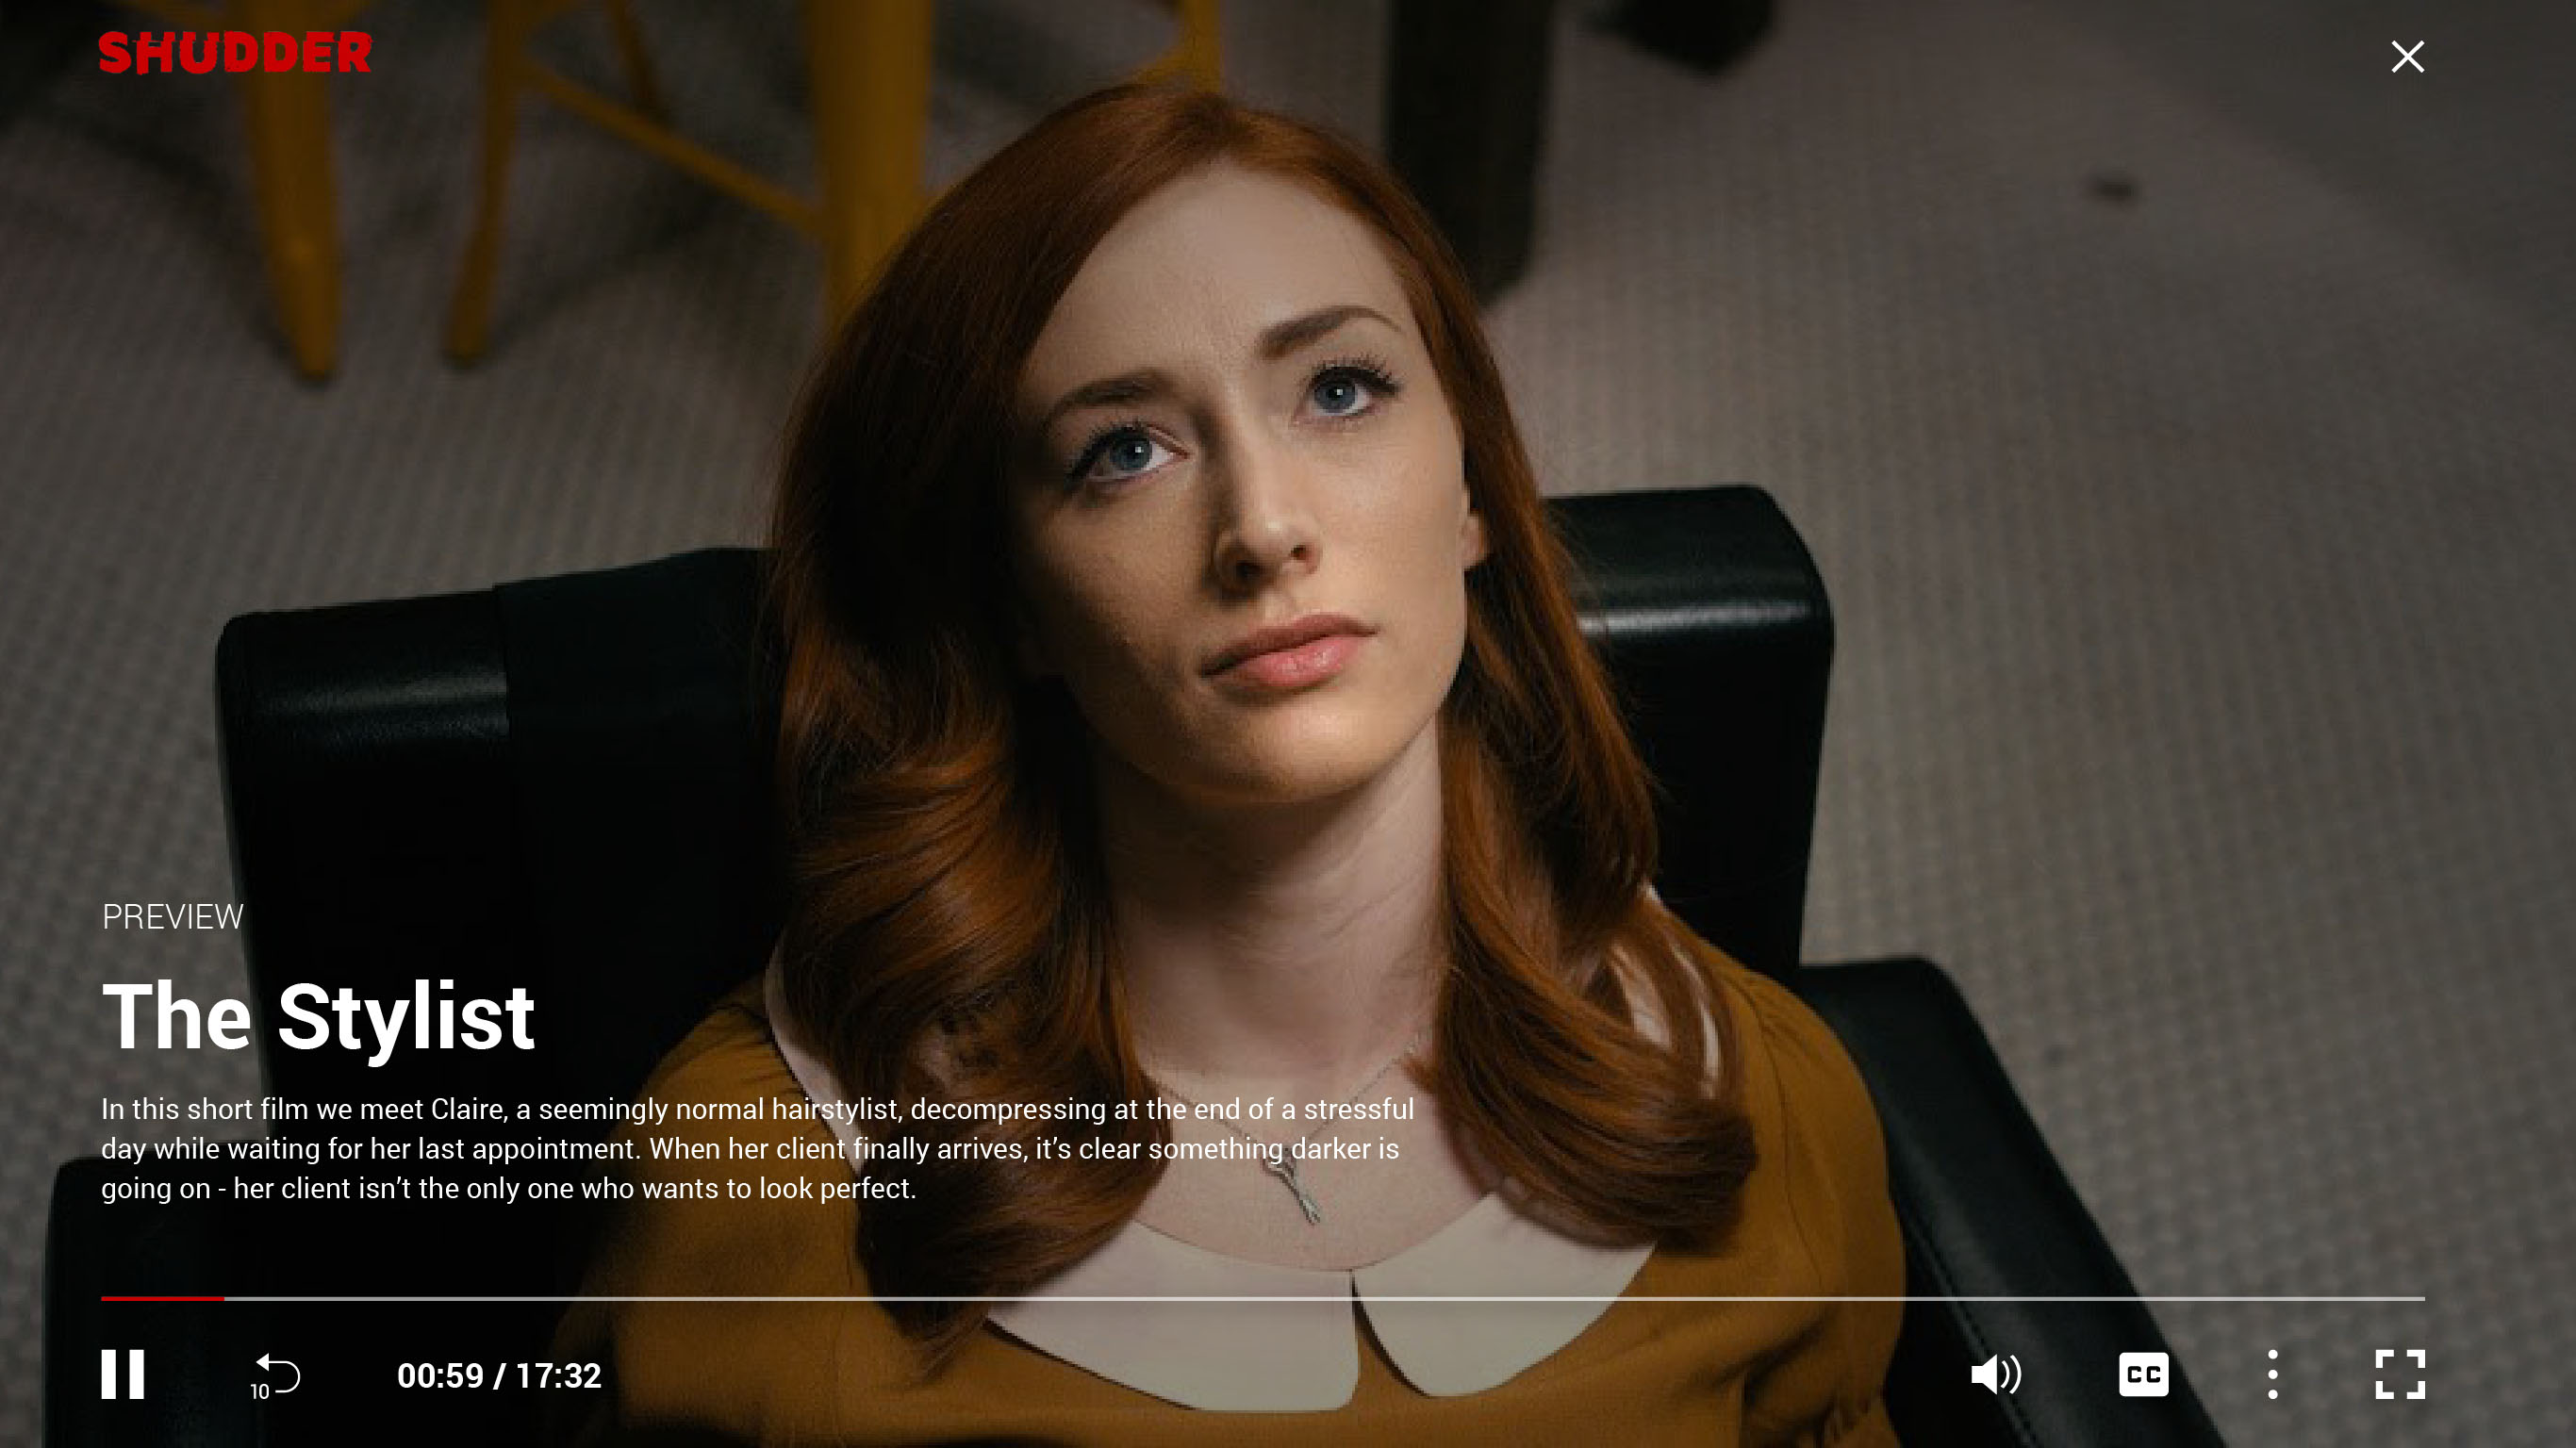 SHUDDER
PREVIEW
The Stylist
In this short film we meet Claire, a seemingly normal hairstylist, decompressing at the end of a stressful
day while waiting for her last appointment. When her client finally arrives, it’s clear something darker is
going on - her client isn’t the only one who wants to look perfect.
10
00:59 / 17:32
CC